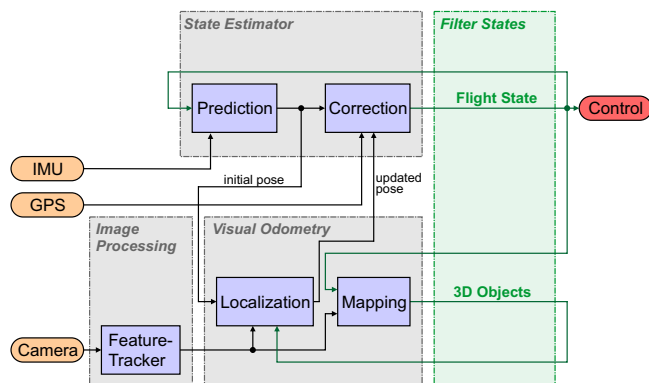 State Estimator
Filter States
Prediction
Correction
Flight State
Control
IMU
initial pose
updated
pose
GPS
Image
Processing
Visual Odometry
Localization
Mapping
3D Objects
Camera
Feature-
Tracker